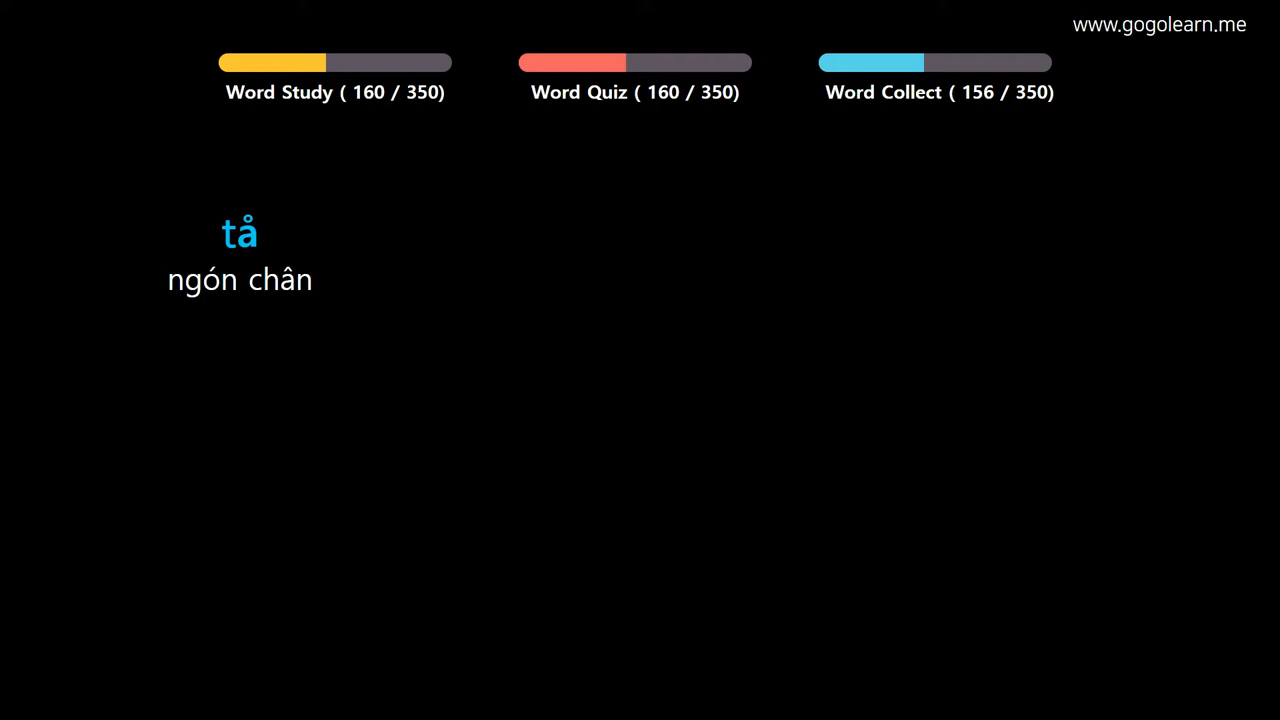 www.gogolearn.me
Word Study ( 160 / 350)
Word Quiz ( 160 / 350)
Word Collect ( 156 / 350)
tå
ngón chân